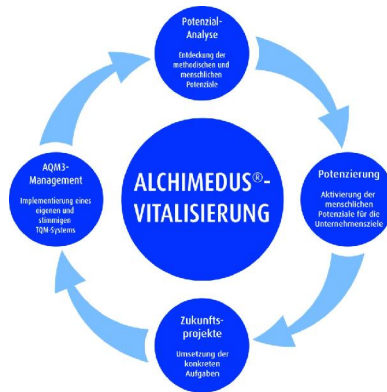 Potenzial-
Analyse
Entdeckung der
methodischen und
menschlichen
Potenziale
Potenzierung
Aktivierung der
menschlichen
Potenziale für die
Unternehmensziele
Zukunfts-
projekte
Umsetzung der
konkreten
Aufgaben
AQM3-
Management
Implementierung eines
eigenen und
stimmigen
TQM-Systems
ALCHIMEDUS®-
VITALISIERUNG